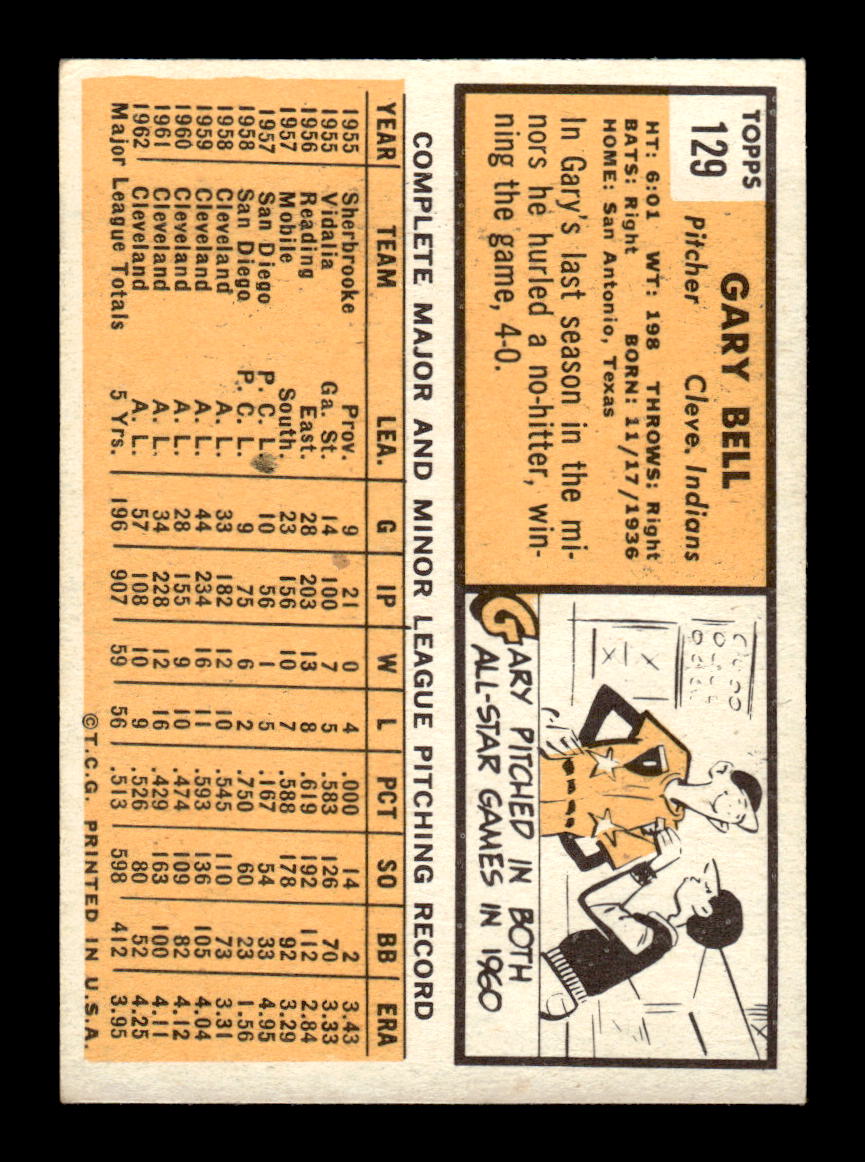 TOPPS
129
GARY BELL
Pitcher Cleve. Indians
HT: 6:01 WT: 198 THROWS: Right
BATS: Right BORN: 11/17/1936
HOME: San Antonio, Texas
In Gary's last season in the mi-
nors he hurled a no-hitter, win-
ning the game, 4-0.
GARY PITCHED IN BOTH
ALL-STAR GAMES IN 1960
COMPLETE MAJOR AND MINOR LEAGUE PITCHING RECORD
YEAR TEAM LEA. G IP W L PCT SO BB ERA
1955 Sherbrooke Prov. 9 21 0 4 .000 14 2 3.43
1955 Vidalia Ga. St. 14 100 7 5 .583 126 70 3.33
1956 Reading East. 28 203 13 8 .619 192 112 2.84
1957 Mobile South. 23 156 10 7 .588 178 92 3.29
1957 San Diego P. C. L. 10 56 1 5 .167 54 33 4.95
1958 San Diego P. C. L. 9 75 6 2 .750 60 23 1.56
1958 Cleveland A. L. 33 182 12 10 .545 110 73 3.31
1959 Cleveland A. L. 44 234 16 11 .593 136 105 4.04
1960 Cleveland A. L. 28 155 9 10 .474 109 82 4.12
1961 Cleveland A. L. 34 228 12 16 .429 163 100 4.11
1962 Cleveland A. L. 57 108 10 9 .526 80 52 4.25
Major League Totals 5 Yrs. 196 907 59 56 .513 598 412 3.95
©T.C.G. PRINTED IN U.S.A.